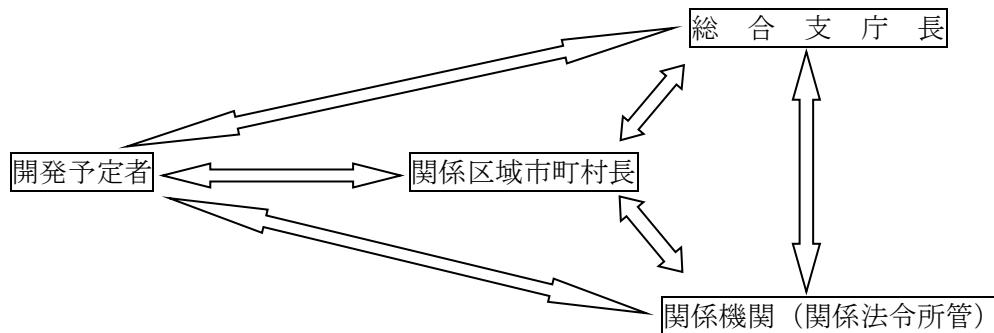 総　合　支　庁　長
開発予定者
関係区域市町村長
関係機関（関係法令所管）